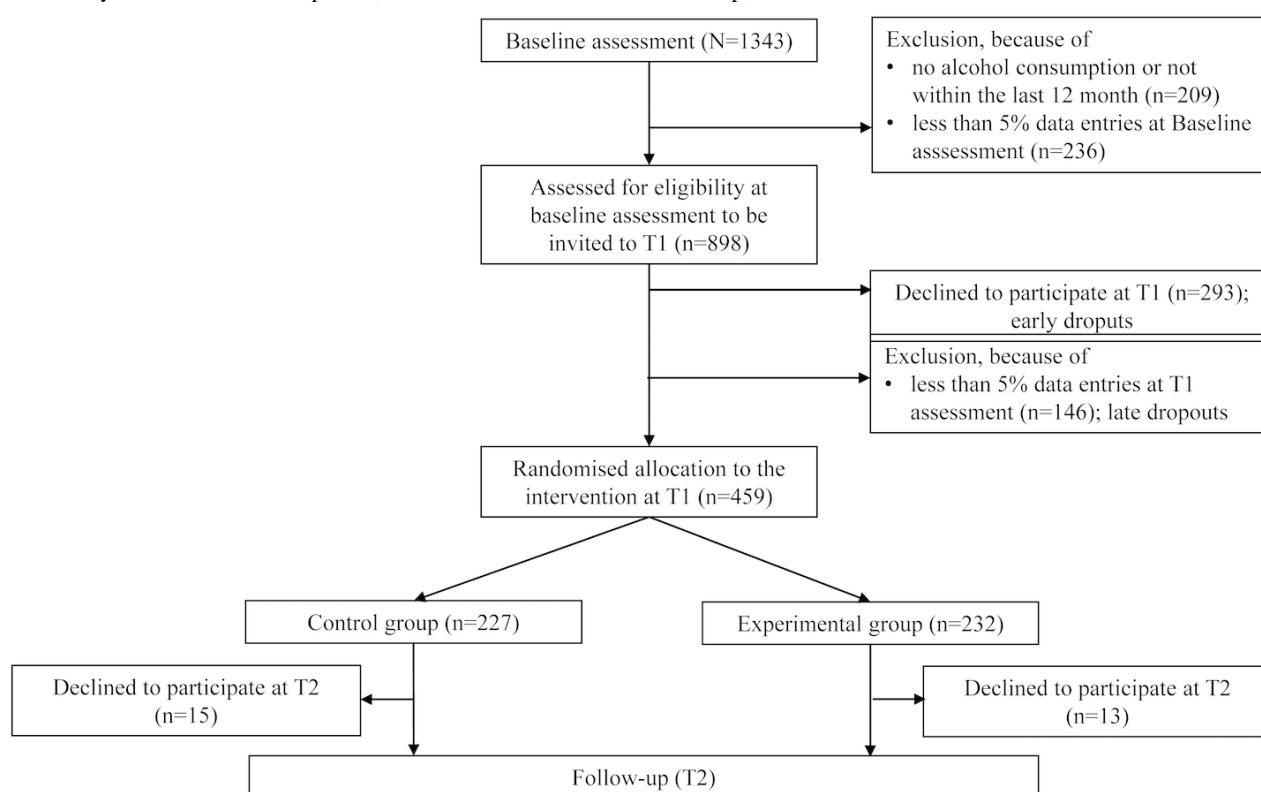 Baseline assessment (N=1343)
Exclusion, because of
• no alcohol consumption or not
within the last 12 month (n=209)
• less than 5% data entries at Baseline
asssessment (n=236)
Assessed for eligibility at
baseline assessment to be
invited to T1 (n=898)
Declined to participate at T1 (n=293);
early droputs
Exclusion, because of
• less than 5% data entries at T1
assessment (n=146); late dropouts
Randomised allocation to the
intervention at T1 (n=459)
Control group (n=227)
Experimental group (n=232)
Declined to participate at T2
(n=15)
Declined to participate at T2
(n=13)
Follow-up (T2)